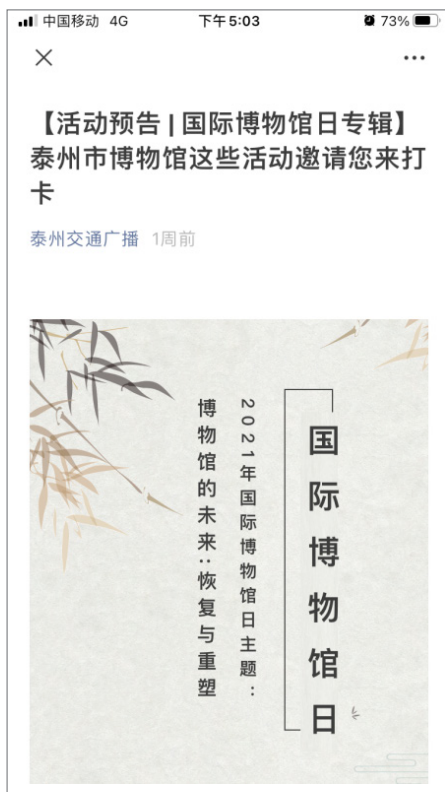 中国移动 4G 下午5:03 73%
【活动预告 | 国际博物馆日专辑】
泰州市博物馆这些活动邀请您来打
卡
泰州交通广播 1周前
国际博物馆日
2021年国际博物馆日主题：
博物馆的未来：恢复与重塑